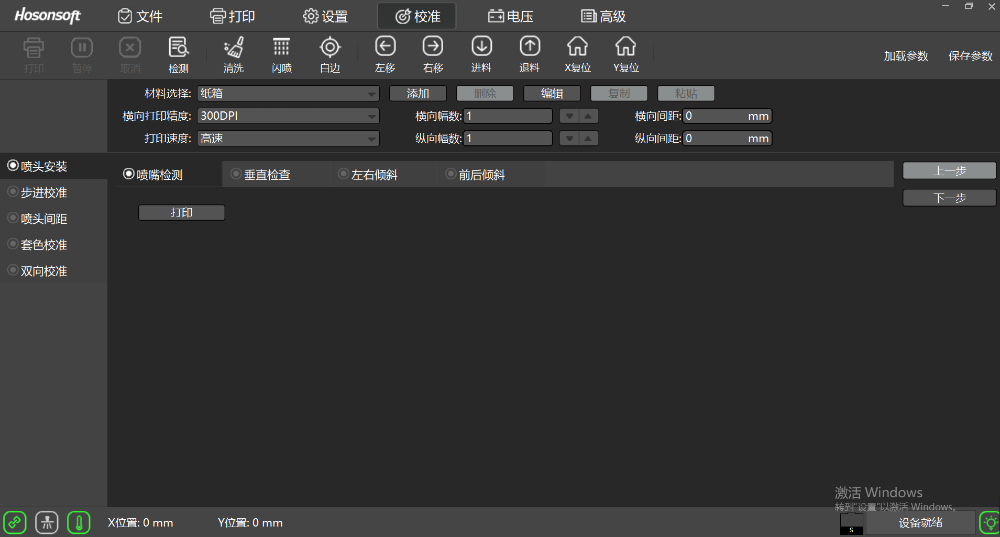 Hosonsoft 文件 打印 设置 校准 电压 高级
打印 暂停 取消 检测 清洗 闪喷 白边 左移 右移 进料 退料 X复位 Y复位 加载参数 保存参数
材料选择: 纸箱 添加 删除 编辑 复制 粘贴
横向打印精度: 300DPI 横向幅数: 1 横向间距: 0 mm
打印速度: 高速 纵向幅数: 1 纵向间距: 0 mm
喷头安装
步进校准
喷头间距
套色校准
双向校准
喷嘴检测 垂直检查 左右倾斜 前后倾斜
上一步
下一步
打印
激活 Windows
转到“设置”以激活 Windows。
X位置: 0 mm Y位置: 0 mm S 设备就绪